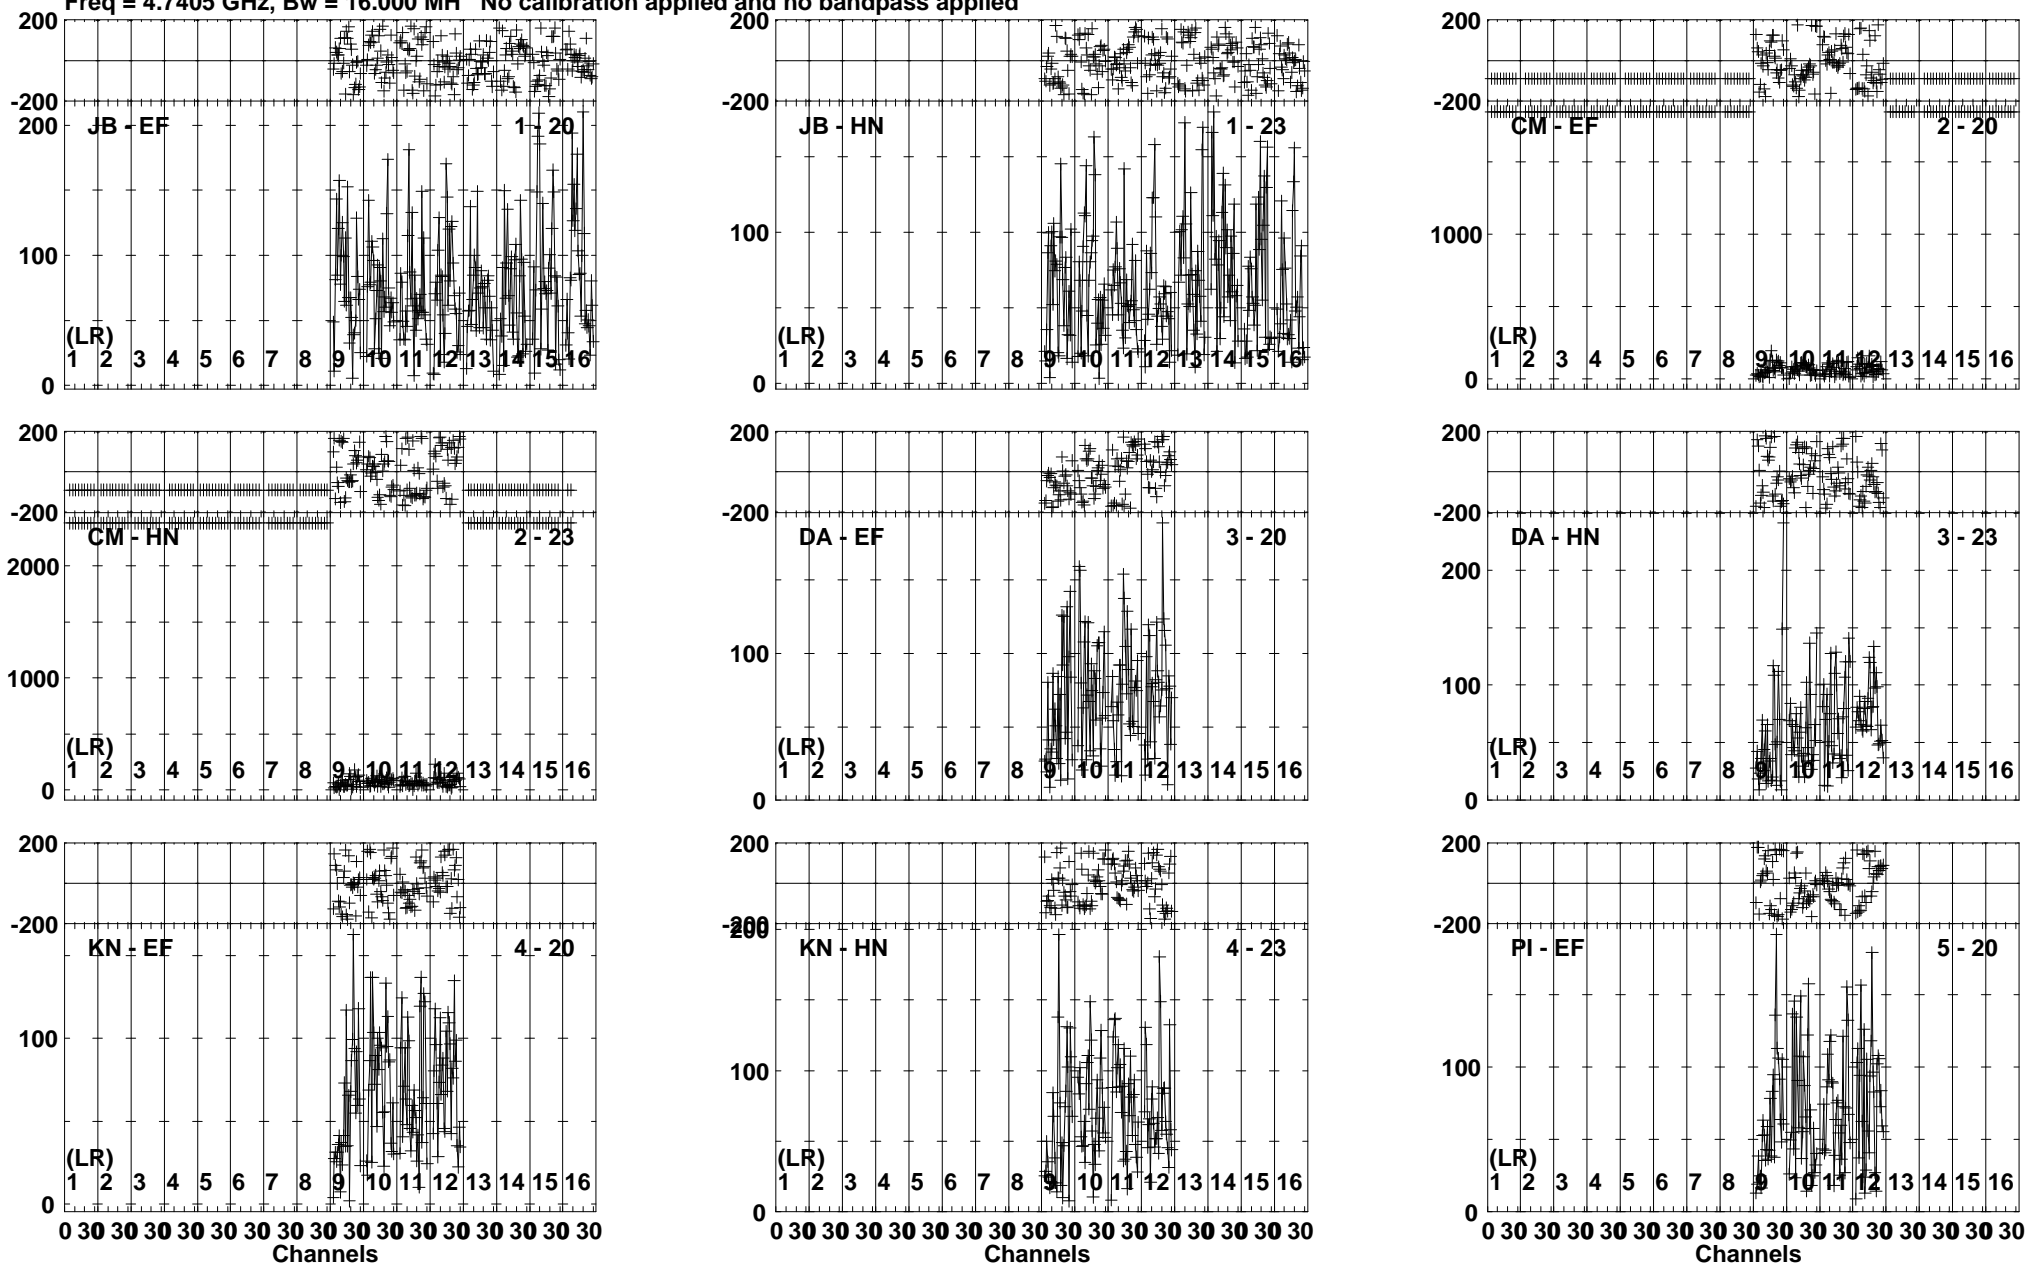 Freq = 4.7405 GHz, Bw = 16.000 MH No calibration applied and no bandpass applied
200 200 200
-200 -200 -200
JB - EF 1 - 20 JB - HN 1 - 23 CM - EF 2 - 20
200
100 100 1000
(LR) (LR) (LR)
1 2 3 4 5 6 7 8 9 10 11 12 13 14 15 16 1 2 3 4 5 6 7 8 9 10 11 12 13 14 15 16 1 2 3 4 5 6 7 8 9 10 11 12 13 14 15 16
0 0 0
200 200 200
-200 -200 -200
CM - HN 2 - 23 DA - EF 3 - 20 DA - HN 3 - 23
2000 200
1000 100 100
(LR) (LR) (LR)
1 2 3 4 5 6 7 8 9 10 11 12 13 14 15 16 1 2 3 4 5 6 7 8 9 10 11 12 13 14 15 16 1 2 3 4 5 6 7 8 9 10 11 12 13 14 15 16
0 0 0
200 200 200
-200 -200 -200
200
KN - EF 4 - 20 KN - HN 4 - 23 PI - EF 5 - 20
100 100 100
(LR) (LR) (LR)
1 2 3 4 5 6 7 8 9 10 11 12 13 14 15 16 1 2 3 4 5 6 7 8 9 10 11 12 13 14 15 16 1 2 3 4 5 6 7 8 9 10 11 12 13 14 15 16
0 0 0
0 30 30 30 30 30 30 30 30 30 30 30 30 30 30 30 30 0 30 30 30 30 30 30 30 30 30 30 30 30 30 30 30 30 0 30 30 30 30 30 30 30 30 30 30 30 30 30 30 30 30
Channels Channels Channels